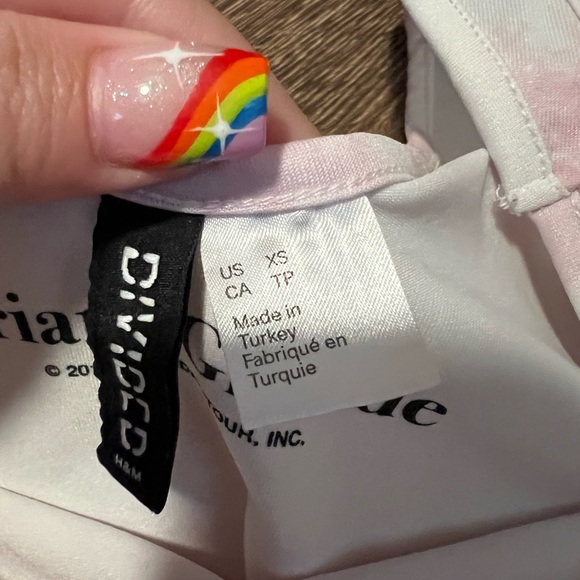 DIVIDED
H&M
US XS
CA TP
Made in
Turkey
Fabriqué en
Turquie
© 20
INC.